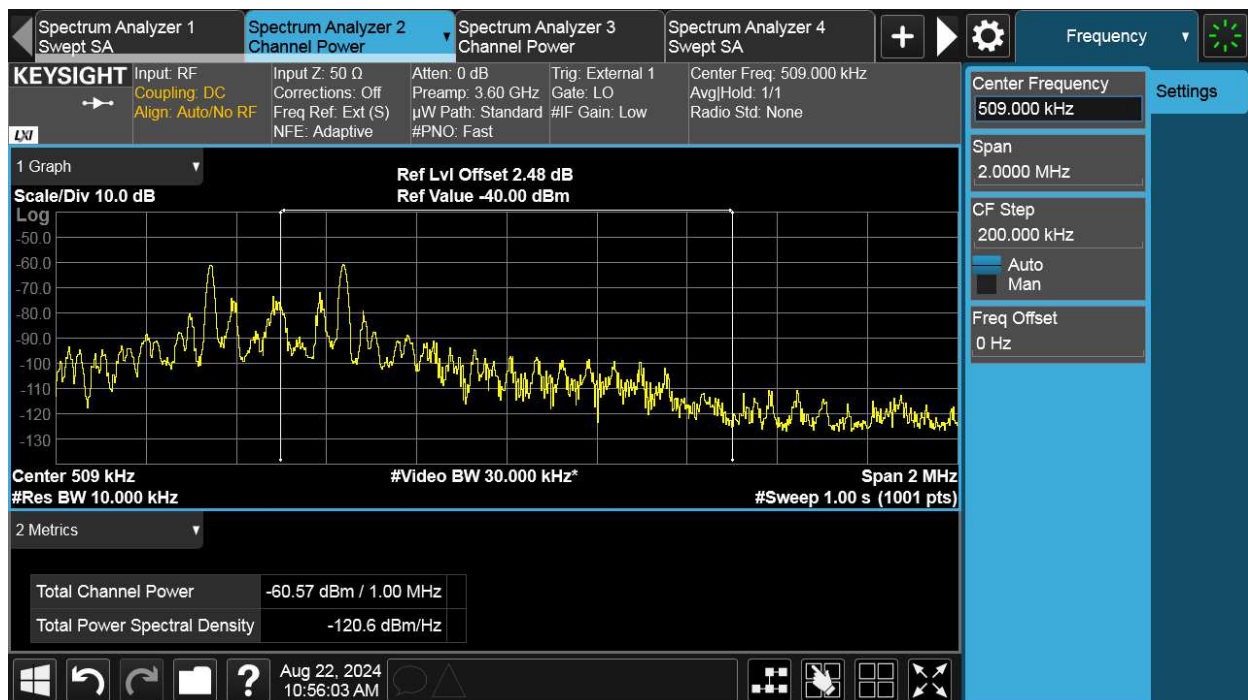 Spectrum Analyzer 1
Swept SA
Spectrum Analyzer 2
Channel Power
Spectrum Analyzer 3
Channel Power
Spectrum Analyzer 4
Swept SA
Frequency
KEYSIGHT
LXI
Input: RF
Coupling: DC
Align: Auto/No RF
Input Z: 50 Ω
Corrections: Off
Freq Ref: Ext (S)
NFE: Adaptive
Atten: 0 dB
Preamp: 3.60 GHz
µW Path: Standard
#PNO: Fast
Trig: External 1
Gate: LO
#IF Gain: Low
Center Freq: 509.000 kHz
Avg|Hold: 1/1
Radio Std: None
Center Frequency
509.000 kHz
Settings
Span
2.0000 MHz
CF Step
200.000 kHz
Auto
Man
Freq Offset
0 Hz
1 Graph
Scale/Div 10.0 dB
Ref Lvl Offset 2.48 dB
Ref Value -40.00 dBm
Log
-50.0
-60.0
-70.0
-80.0
-90.0
-100
-110
-120
-130
Center 509 kHz
#Video BW 30.000 kHz*
Span 2 MHz
#Res BW 10.000 kHz
#Sweep 1.00 s (1001 pts)
2 Metrics
Total Channel Power -60.57 dBm / 1.00 MHz
Total Power Spectral Density -120.6 dBm/Hz
?
Aug 22, 2024
10:56:03 AM